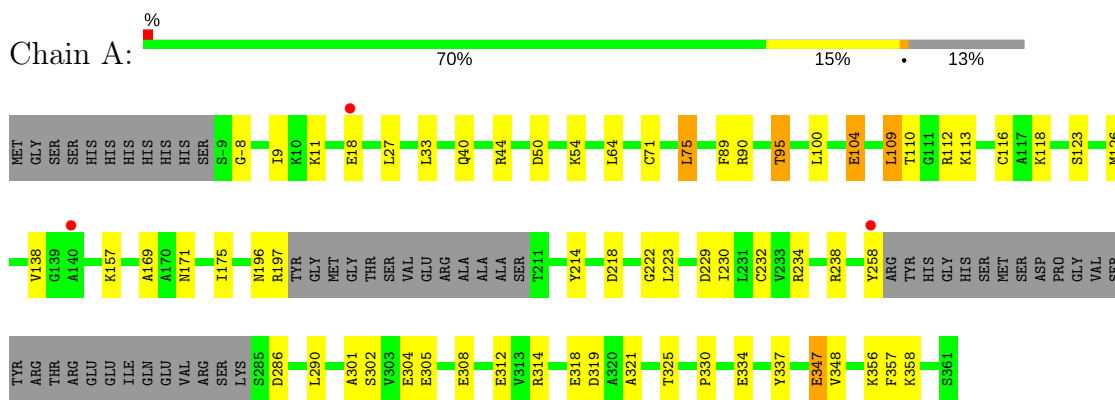 %
Chain A:
70% 15% • 13%
MET GLY SER SER HIS HIS HIS HIS HIS HIS SER S-9 G-8 I9 K10 K11 E18 L27 L33 Q40 R44 D50 K54 L64 C71 L75 F89 R90 T95 L100 E104 L109 T110 G111 R112 K113 C116 A117 K118 S123 M126
V138 G139 A140 K157 A169 A170 N171 I175 N196 R197 TYR GLY MET GLY THR SER VAL GLU ARG ALA ALA ALA SER T211 Y214 D218 G222 L223 D229 I230 L231 C232 V233 R234 R238 Y258 ARG TYR HIS GLY HIS SER MET SER ASP PRO GLY VAL SER
TYR ARG THR ARG GLU GLU ILE GLN GLU VAL ARG SER LYS S285 D286 L290 A301 S302 V303 E304 E305 E308 E312 V313 R314 E318 D319 A320 A321 T325 P330 E334 Y337 E347 V348 K356 F357 K358 S361